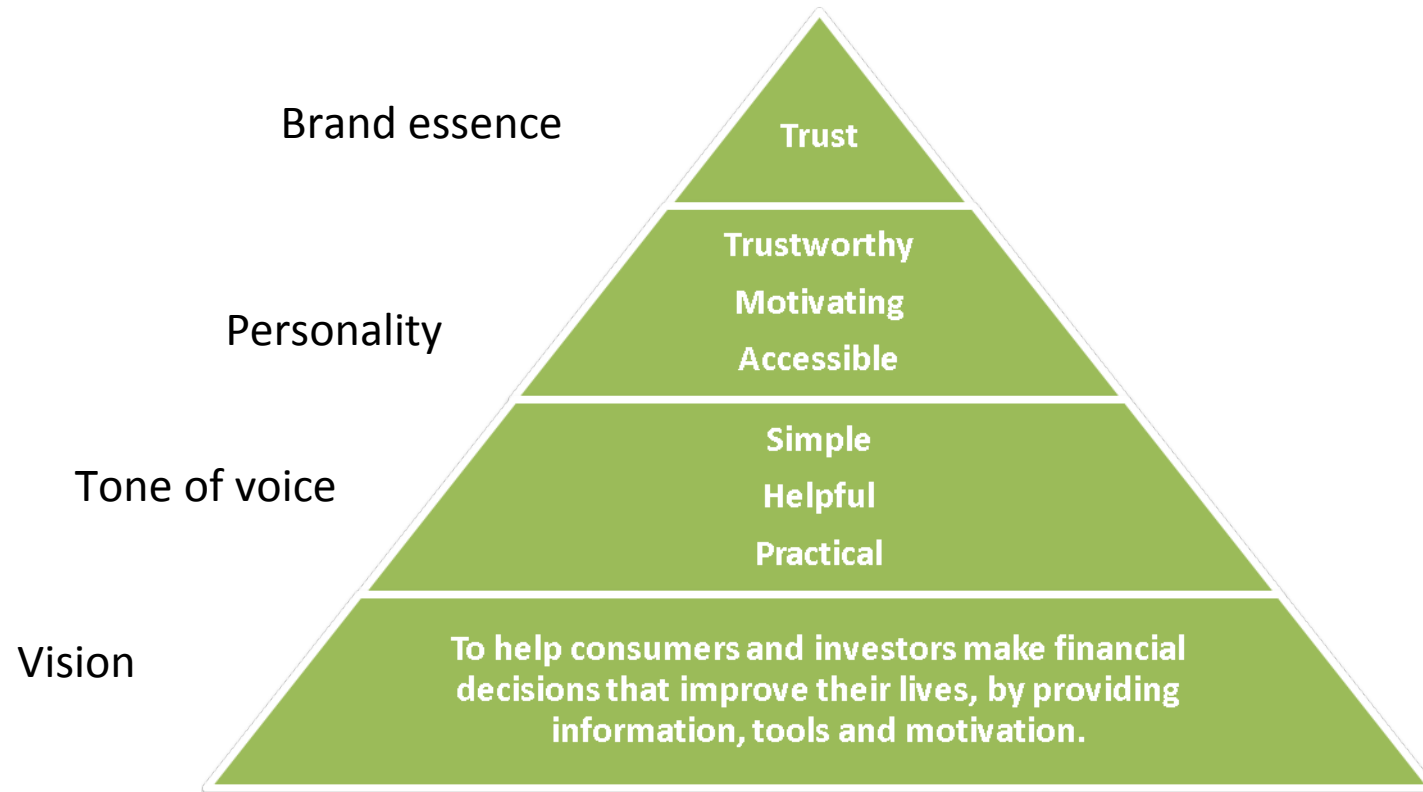 Brand essence
Trust
Personality
Trustworthy
Motivating
Accessible
Tone of voice
Simple
Helpful
Practical
Vision
To help consumers and investors make financial
decisions that improve their lives, by providing
information, tools and motivation.